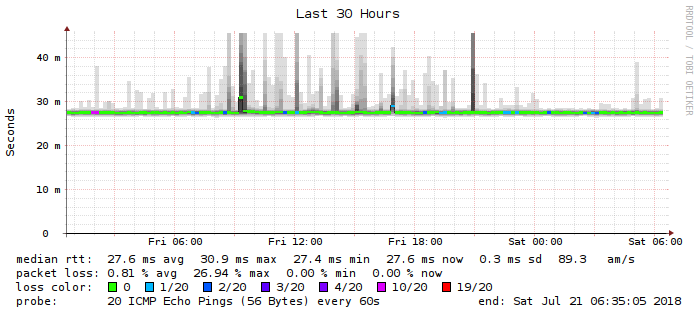 Last 30 Hours
RRDTOOL / TOBI OETIKER
Seconds
40 m
30 m
20 m
10 m
0
Fri 06:00 Fri 12:00 Fri 18:00 Sat 00:00 Sat 06:00
median rtt: 27.6 ms avg 30.9 ms max 27.4 ms min 27.6 ms now 0.3 ms sd 89.3 am/s
packet loss: 0.81 % avg 26.94 % max 0.00 % min 0.00 % now
loss color: 0 1/20 2/20 3/20 4/20 10/20 19/20
probe: 20 ICMP Echo Pings (56 Bytes) every 60s end: Sat Jul 21 06:35:05 2018